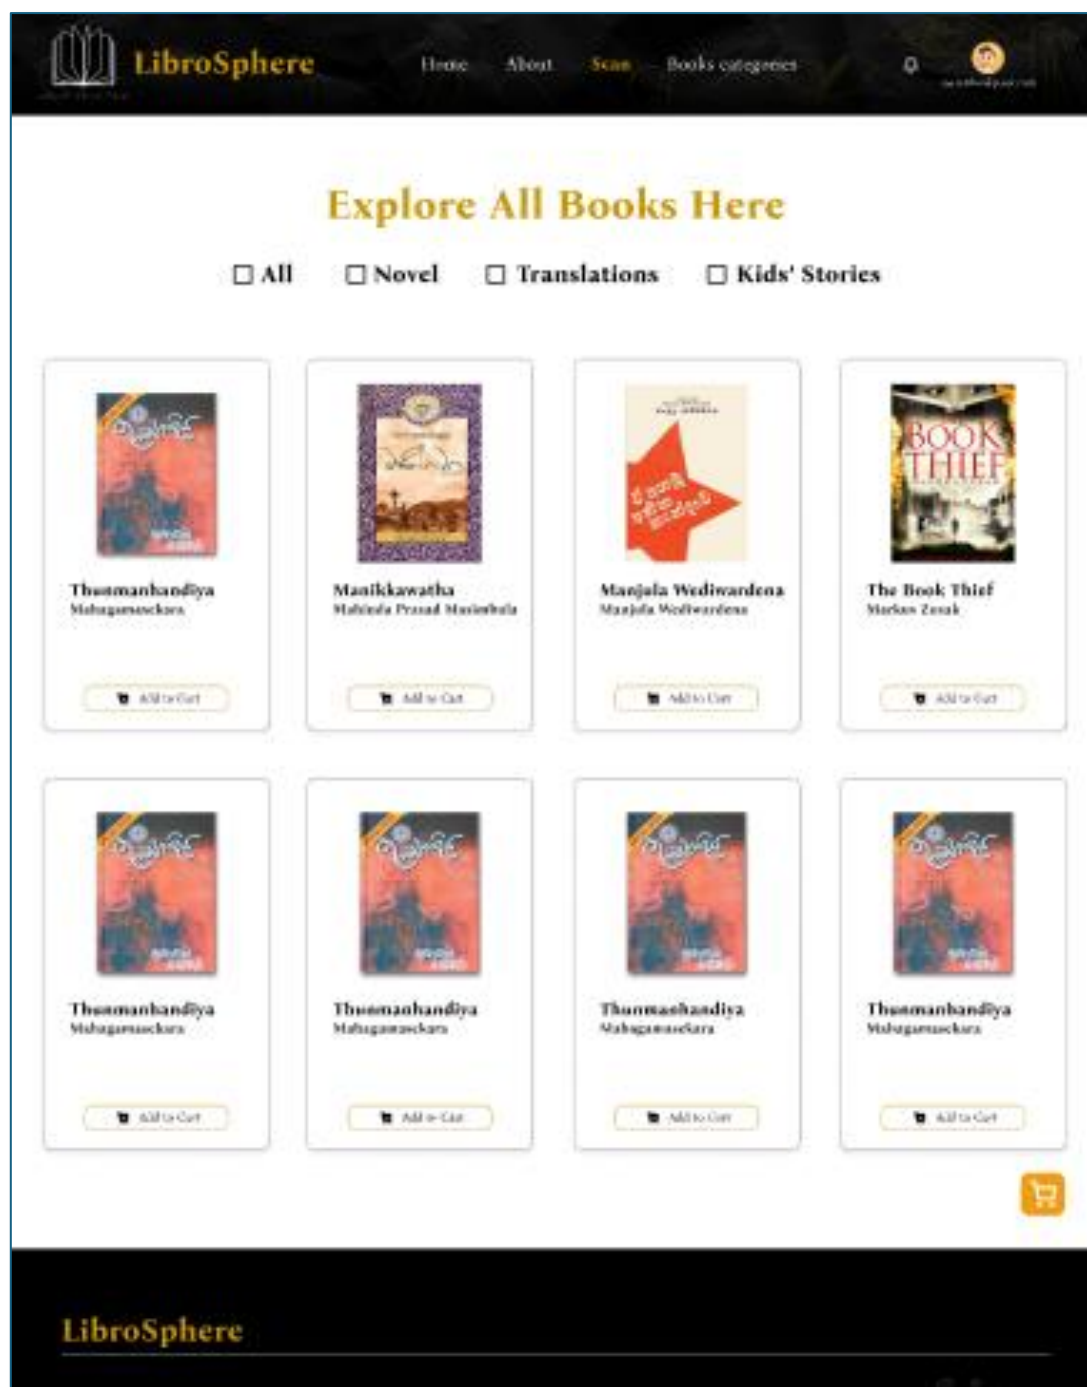 LibroSphere
Home About Scan Books categories
Explore All Books Here
All Novel Translations Kids' Stories
BOOK
THIEF
Thunmanhandiya Manikkawatha Manjula Wediwardena The Book Thief
Mahagamasekara Mahinda Prasad Masimbula Manjula Wediwardena Markus Zusak
Add to Cart Add to Cart Add to Cart Add to Cart
Thunmanhandiya Thunmanhandiya Thunmanhandiya Thunmanhandiya
Mahagamasekara Mahagamasekara Mahagamasekara Mahagamasekara
Add to Cart Add to Cart Add to Cart Add to Cart
LibroSphere